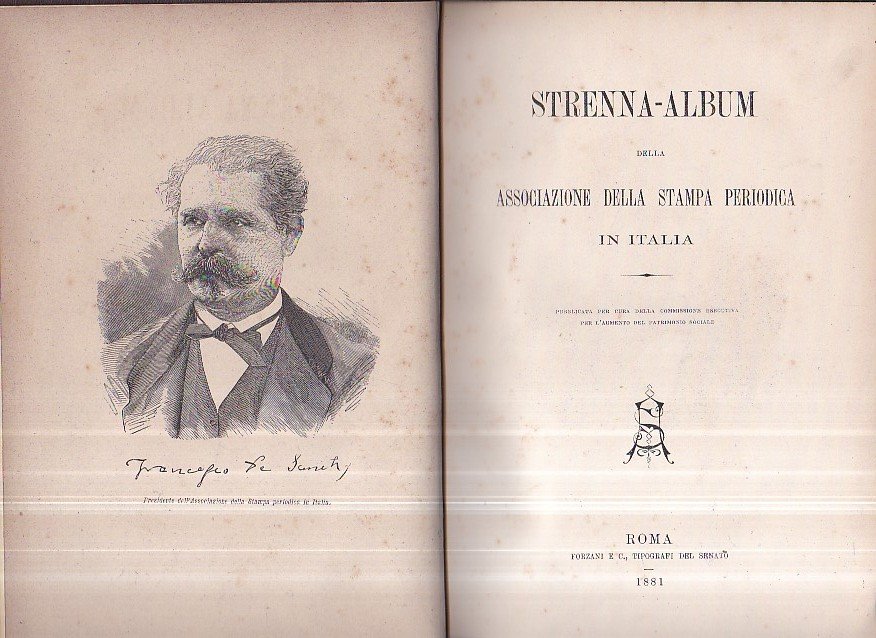 Francesco De Sanctis
Presidente dell'Associazione della Stampa periodica in Italia.
STRENNA-ALBUM
DELLA
ASSOCIAZIONE DELLA STAMPA PERIODICA
IN ITALIA
PUBBLICATA PER CURA DELLA COMMISSIONE ESECUTIVA
PER L'AUMENTO DEL PATRIMONIO SOCIALE
ROMA
FORZANI E C., TIPOGRAFI DEL SENATO
1881